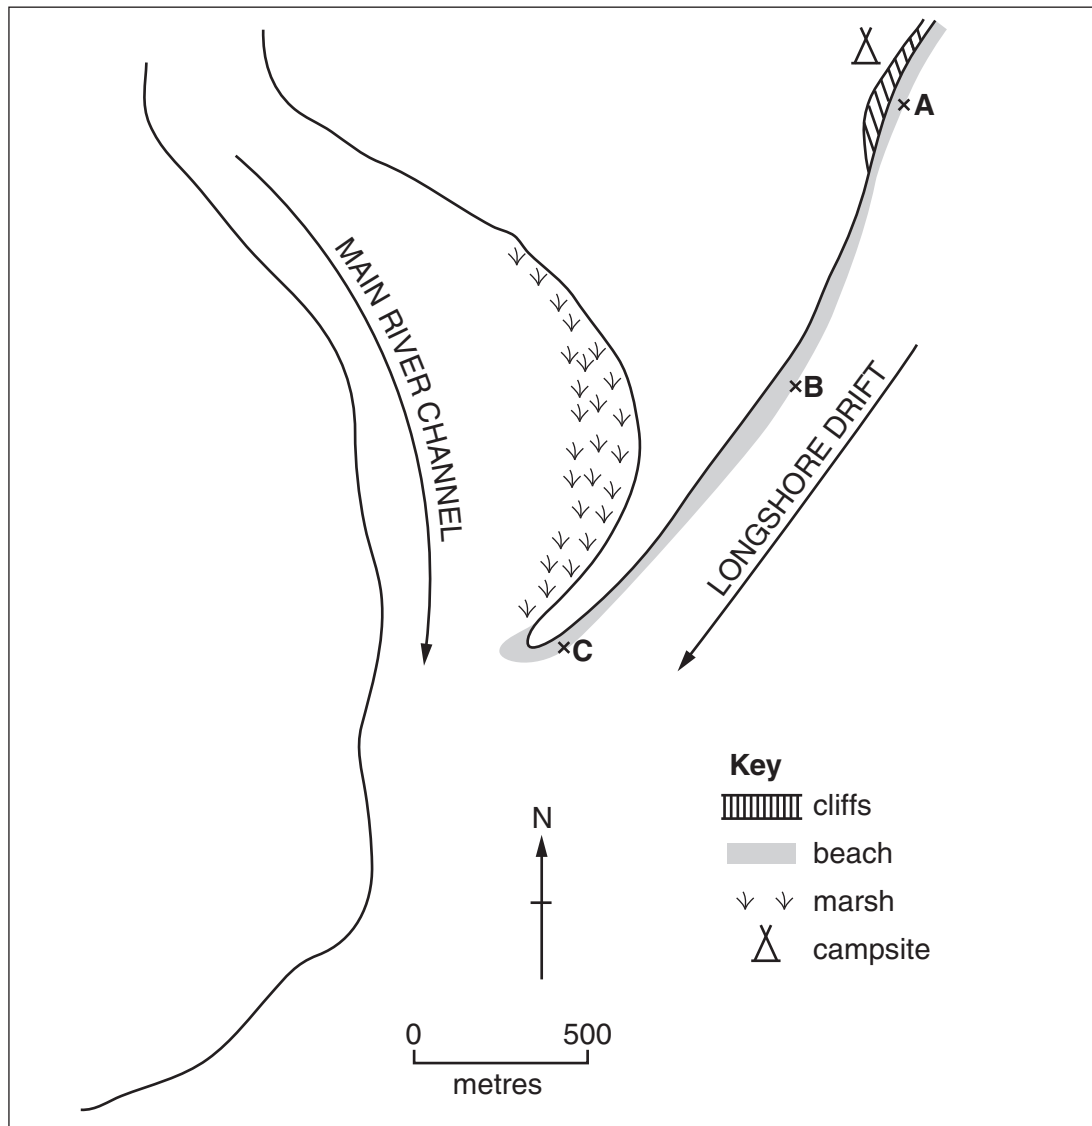 A
MAIN RIVER CHANNEL
B
LONGSHORE DRIFT
C
Key
cliffs
beach
marsh
campsite
N
0 500
metres